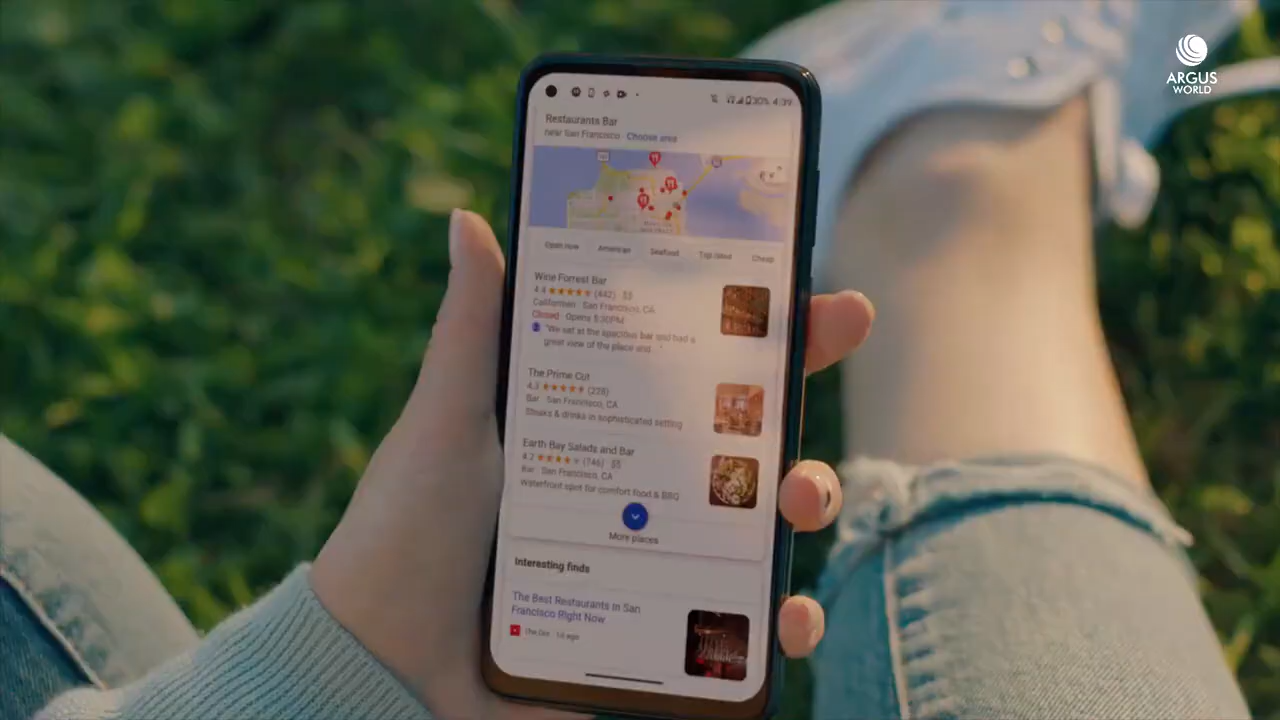 ARGUS
WORLD
30% 4:39
Restaurants Bar
near San Francisco · Choose area
Open now American Seafood Top rated Cheap
Wine Forrest Bar
4.4 (442) · $$
Californian · San Francisco, CA
Closed · Opens 5:30PM
"We sat at the spacious bar and had a
great view of the place and ..."
The Prime Cut
4.3 (228)
Bar · San Francisco, CA
Steaks & drinks in sophisticated setting
Earth Bay Salads and Bar
4.2 (146) · $$
Bar · San Francisco, CA
Waterfront spot for comfort food & BBQ
More places
Interesting finds
The Best Restaurants in San
Francisco Right Now